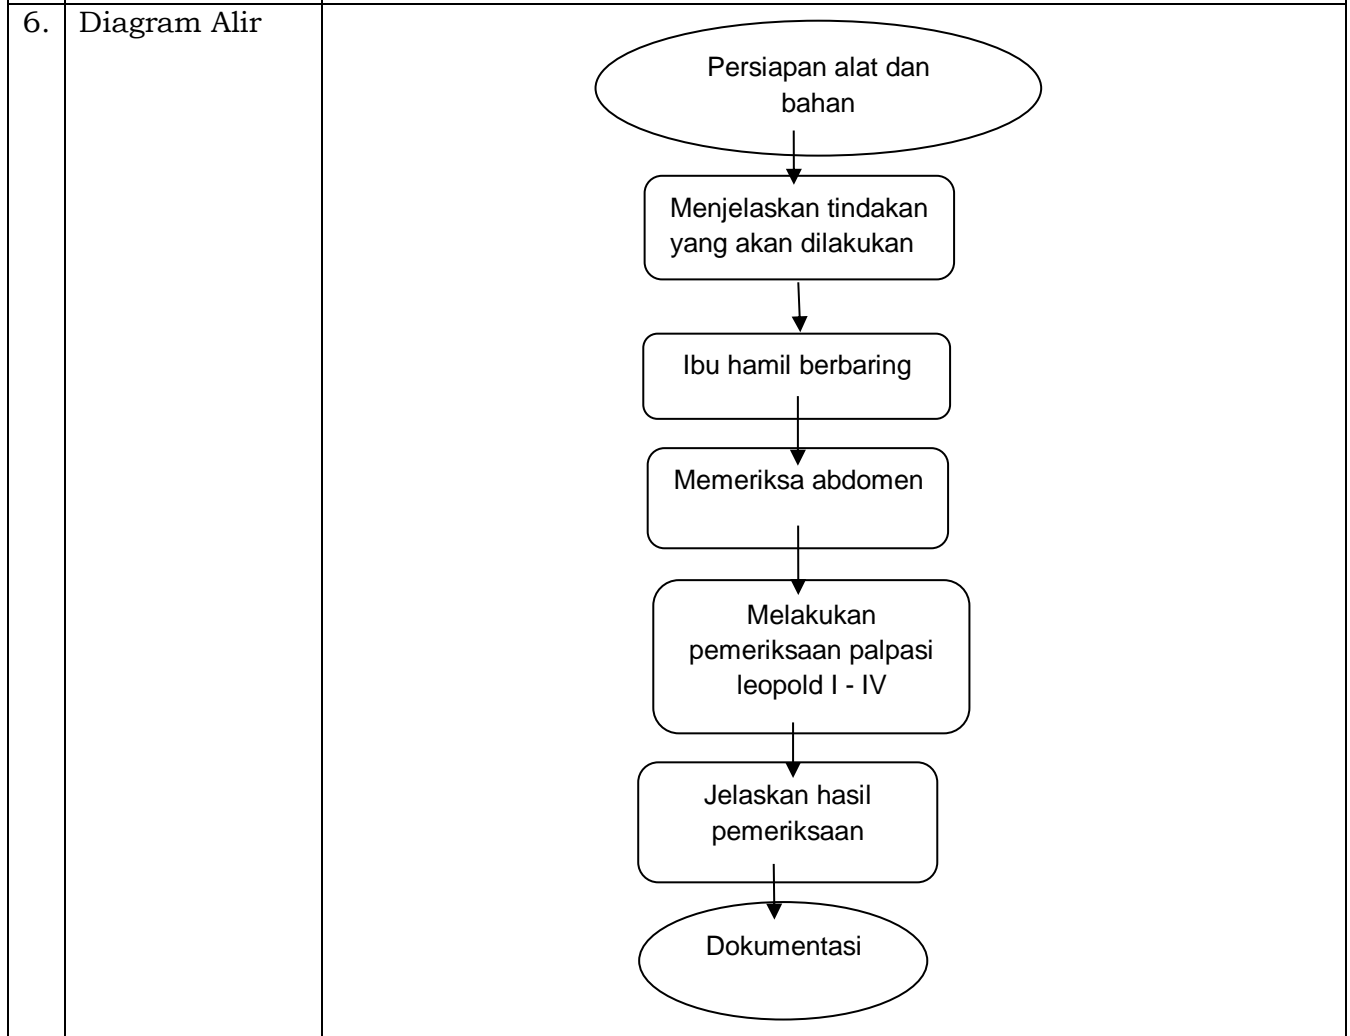 6. Diagram Alir
Persiapan alat dan
bahan
Menjelaskan tindakan
yang akan dilakukan
Ibu hamil berbaring
Memeriksa abdomen
Melakukan
pemeriksaan palpasi
leopold I - IV
Jelaskan hasil
pemeriksaan
Dokumentasi